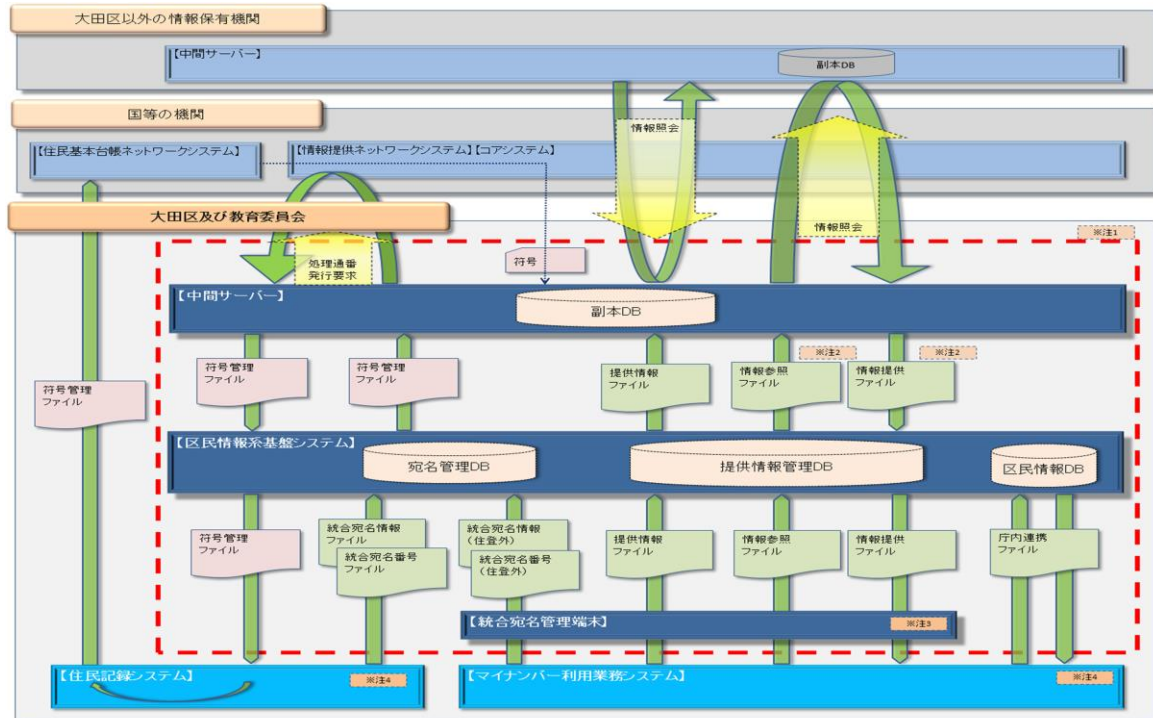 大田区以外の情報保有機関
【中間サーバー】
副本DB
国等の機関
情報照会
【住民基本台帳ネットワークシステム】
【情報提供ネットワークシステム】【コアシステム】
大田区及び教育委員会
情報照会
※注1
処理通番
発行要求
符号
【中間サーバー】
副本DB
※注2
※注2
符号管理
ファイル
符号管理
ファイル
符号管理
ファイル
提供情報
ファイル
情報参照
ファイル
情報提供
ファイル
【区民情報系基盤システム】
宛名管理DB
提供情報管理DB
区民情報DB
符号管理
ファイル
統合宛名情報
ファイル
統合宛名番号
ファイル
統合宛名情報
(住登外)
統合宛名番号
(住登外)
提供情報
ファイル
情報参照
ファイル
情報提供
ファイル
庁内連携
ファイル
【統合宛名管理端末】
※注3
【住民記録システム】
※注4
【マイナンバー利用業務システム】
※注4